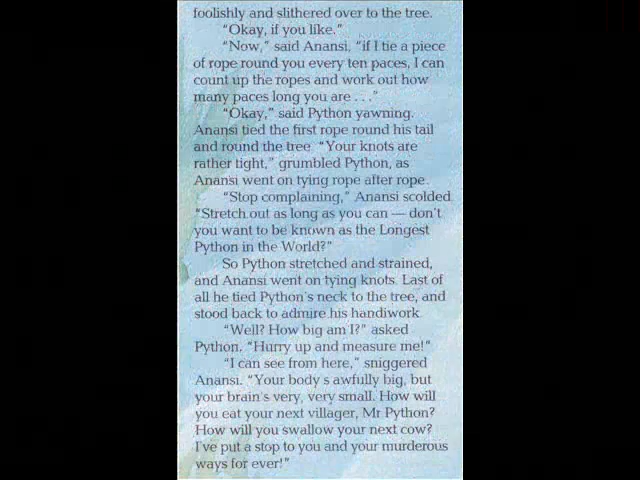 foolishly and slithered over to the tree.
"Okay, if you like."
"Now," said Anansi, "if I tie a piece
of rope round you every ten paces, I can
count up the ropes and work out how
many paces long you are . . ."
"Okay," said Python yawning.
Anansi tied the first rope round his tail
and round the tree. "Your knots are
rather tight," grumbled Python, as
Anansi went on tying rope after rope.
"Stop complaining," Anansi scolded.
"Stretch out as long as you can — don't
you want to be known as the Longest
Python in the World?"
So Python stretched and strained,
and Anansi went on tying knots. Last of
all he tied Python's neck to the tree, and
stood back to admire his handiwork.
"Well? How big am I?" asked
Python. "Hurry up and measure me!"
"I can see from here," sniggered
Anansi. "Your body's awfully big, but
your brain's very, very small. How will
you eat your next villager, Mr Python?
How will you swallow your next cow?
I've put a stop to you and your murderous
ways for ever!"